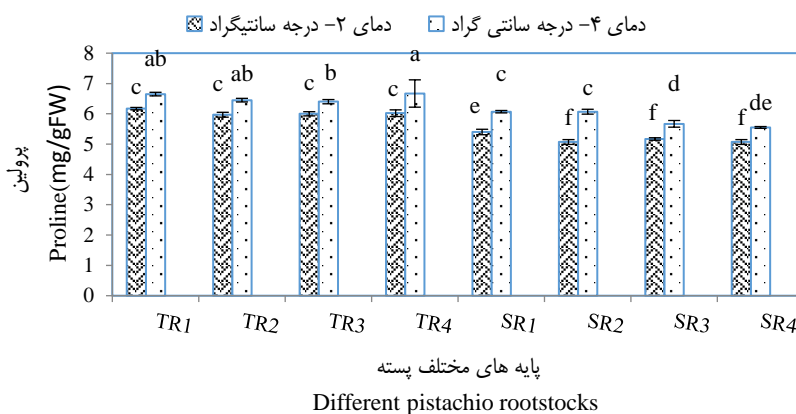 دمای ۲- درجه سانتیگراد دمای ۴- درجه سانتی گراد
8
7
6
5
4
3
2
1
0
پرولین
Proline(mg/gFW)
c ab c ab c b c a e c f c f d f de
TR1 TR2 TR3 TR4 SR1 SR2 SR3 SR4
پایه های مختلف پسته
Different pistachio rootstocks